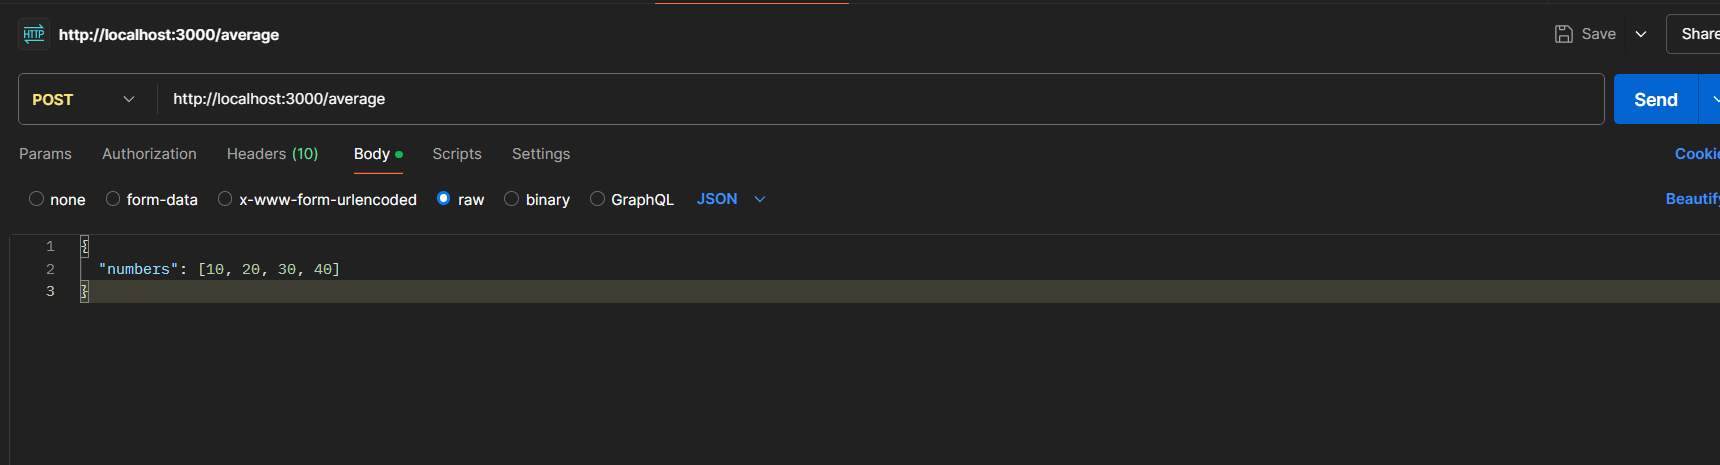 HTTP http://localhost:3000/average Save Share
POST http://localhost:3000/average Send
Params Authorization Headers (10) Body Scripts Settings Cookie
none form-data x-www-form-urlencoded raw binary GraphQL JSON Beautify
1 {
2 "numbers": [10, 20, 30, 40]
3 }